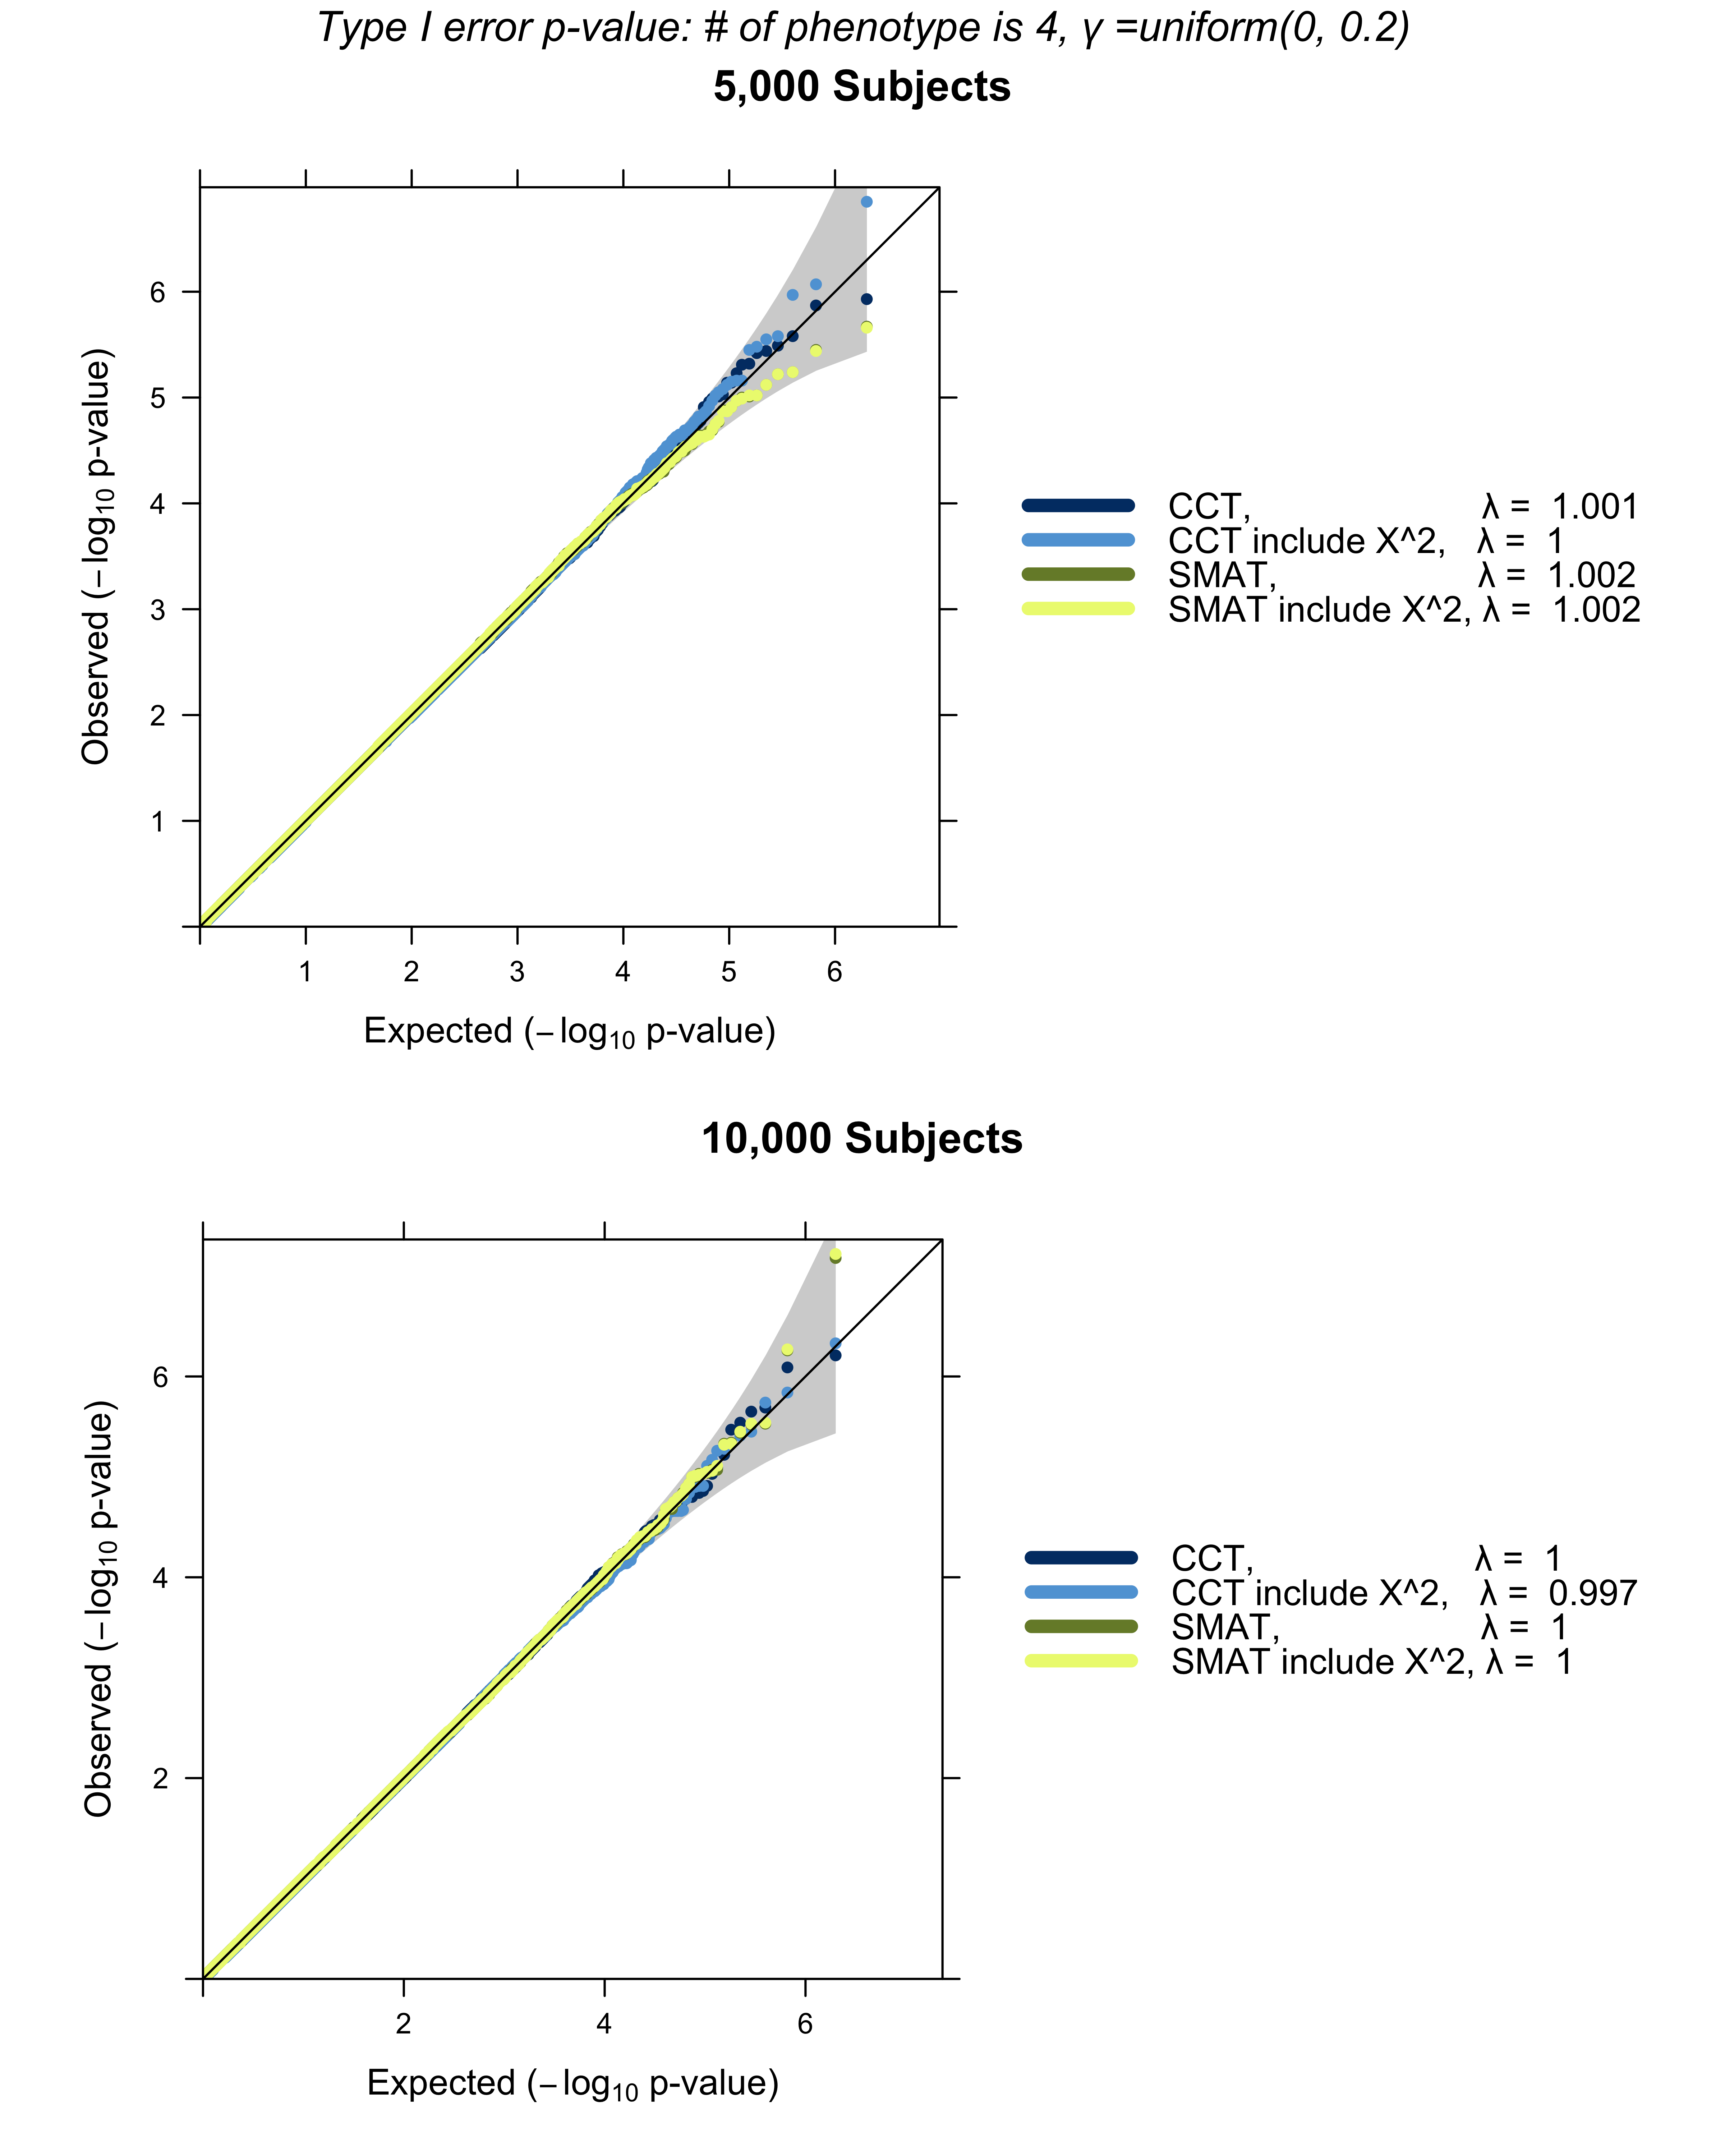 Type I error p-value: # of phenotype is 4, γ =uniform(0, 0.2)
5,000 Subjects
6
5
4
3
2
1
Observed (−log₁₀ p-value)
1 2 3 4 5 6
Expected (−log₁₀ p-value)
CCT, λ = 1.001
CCT include X^2, λ = 1
SMAT, λ = 1.002
SMAT include X^2, λ = 1.002
10,000 Subjects
6
4
2
Observed (−log₁₀ p-value)
2 4 6
Expected (−log₁₀ p-value)
CCT, λ = 1
CCT include X^2, λ = 0.997
SMAT, λ = 1
SMAT include X^2, λ = 1